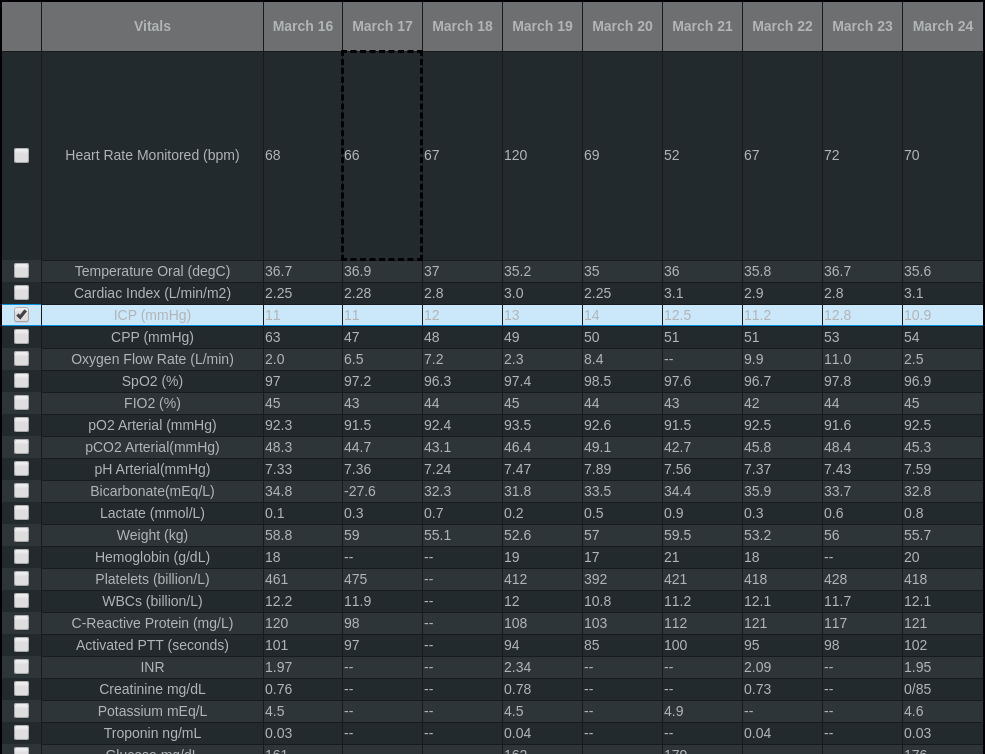 Vitals March 16 March 17 March 18 March 19 March 20 March 21 March 22 March 23 March 24
Heart Rate Monitored (bpm) 68 66 67 120 69 52 67 72 70
Temperature Oral (degC) 36.7 36.9 37 35.2 35 36 35.8 36.7 35.6
Cardiac Index (L/min/m2) 2.25 2.28 2.8 3.0 2.25 3.1 2.9 2.8 3.1
ICP (mmHg) 11 11 12 13 14 12.5 11.2 12.8 10.9
CPP (mmHg) 63 47 48 49 50 51 51 53 54
Oxygen Flow Rate (L/min) 2.0 6.5 7.2 2.3 8.4 -- 9.9 11.0 2.5
SpO2 (%) 97 97.2 96.3 97.4 98.5 97.6 96.7 97.8 96.9
FIO2 (%) 45 43 44 45 44 43 42 44 45
pO2 Arterial (mmHg) 92.3 91.5 92.4 93.5 92.6 91.5 92.5 91.6 92.5
pCO2 Arterial(mmHg) 48.3 44.7 43.1 46.4 49.1 42.7 45.8 48.4 45.3
pH Arterial(mmHg) 7.33 7.36 7.24 7.47 7.89 7.56 7.37 7.43 7.59
Bicarbonate(mEq/L) 34.8 -27.6 32.3 31.8 33.5 34.4 35.9 33.7 32.8
Lactate (mmol/L) 0.1 0.3 0.7 0.2 0.5 0.9 0.3 0.6 0.8
Weight (kg) 58.8 59 55.1 52.6 57 59.5 53.2 56 55.7
Hemoglobin (g/dL) 18 -- -- 19 17 21 18 -- 20
Platelets (billion/L) 461 475 -- 412 392 421 418 428 418
WBCs (billion/L) 12.2 11.9 -- 12 10.8 11.2 12.1 11.7 12.1
C-Reactive Protein (mg/L) 120 98 -- 108 103 112 121 117 121
Activated PTT (seconds) 101 97 -- 94 85 100 95 98 102
INR 1.97 -- -- 2.34 -- -- 2.09 -- 1.95
Creatinine mg/dL 0.76 -- -- 0.78 -- -- 0.73 -- 0/85
Potassium mEq/L 4.5 -- -- 4.5 -- 4.9 -- -- 4.6
Troponin ng/mL 0.03 -- -- 0.04 -- -- 0.04 -- 0.03
Glucose mg/dL 161